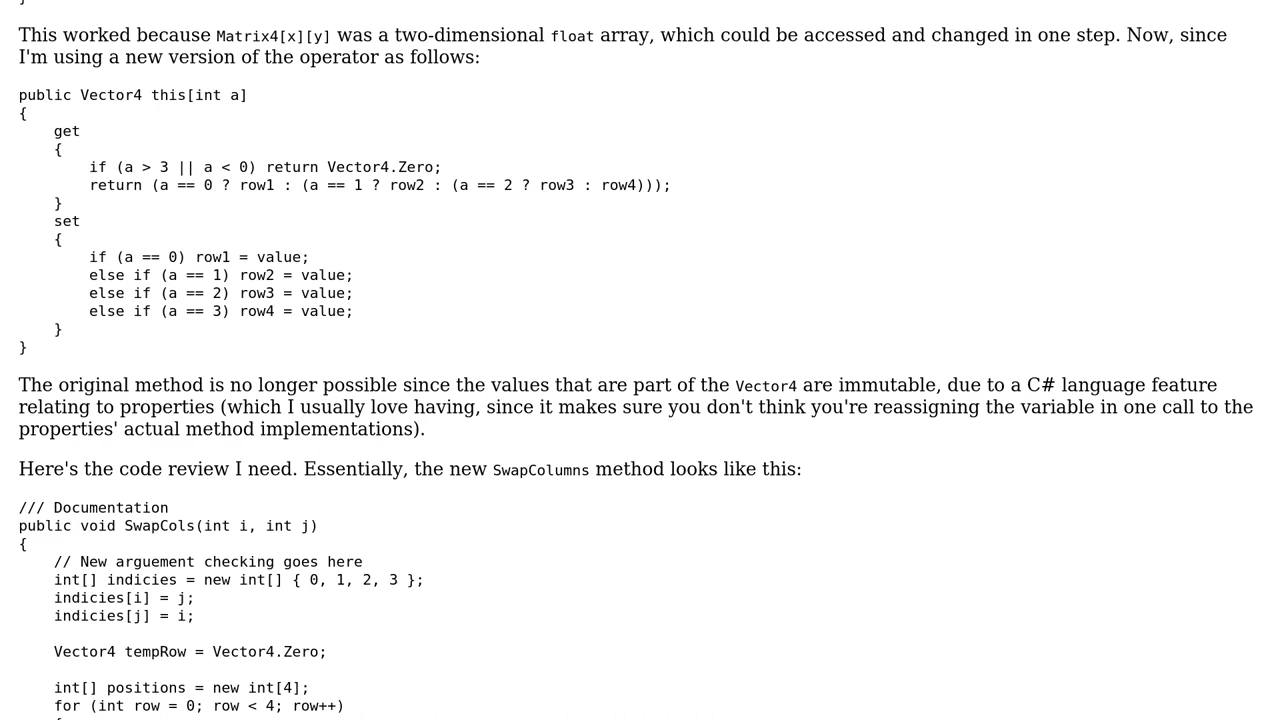 }
This worked because Matrix4[x][y] was a two-dimensional float array, which could be accessed and changed in one step. Now, since
I'm using a new version of the operator as follows:
public Vector4 this[int a]
{
    get
    {
        if (a > 3 || a < 0) return Vector4.Zero;
        return (a == 0 ? row1 : (a == 1 ? row2 : (a == 2 ? row3 : row4)));
    }
    set
    {
        if (a == 0) row1 = value;
        else if (a == 1) row2 = value;
        else if (a == 2) row3 = value;
        else if (a == 3) row4 = value;
    }
}
The original method is no longer possible since the values that are part of the Vector4 are immutable, due to a C# language feature
relating to properties (which I usually love having, since it makes sure you don't think you're reassigning the variable in one call to the
properties' actual method implementations).
Here's the code review I need. Essentially, the new SwapColumns method looks like this:
/// Documentation
public void SwapCols(int i, int j)
{
    // New arguement checking goes here
    int[] indicies = new int[] { 0, 1, 2, 3 };
    indicies[i] = j;
    indicies[j] = i;
    Vector4 tempRow = Vector4.Zero;
    int[] positions = new int[4];
    for (int row = 0; row < 4; row++)
    {